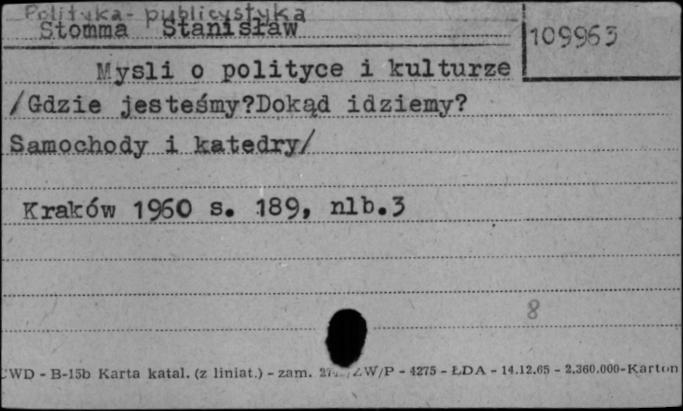 Polityka - publicystyka
Stomma Stanisław
109963
Mysli o polityce i kulturze
/Gdzie jesteśmy?Dokąd idziemy?
Samochody i katedry/
Kraków 1960 s. 189, nlb.3
8
WD - B-15b Karta katal. (z liniat.) - zam. W/P - 4275 - ŁDA - 14.12.65 - 2.360.000-Karton